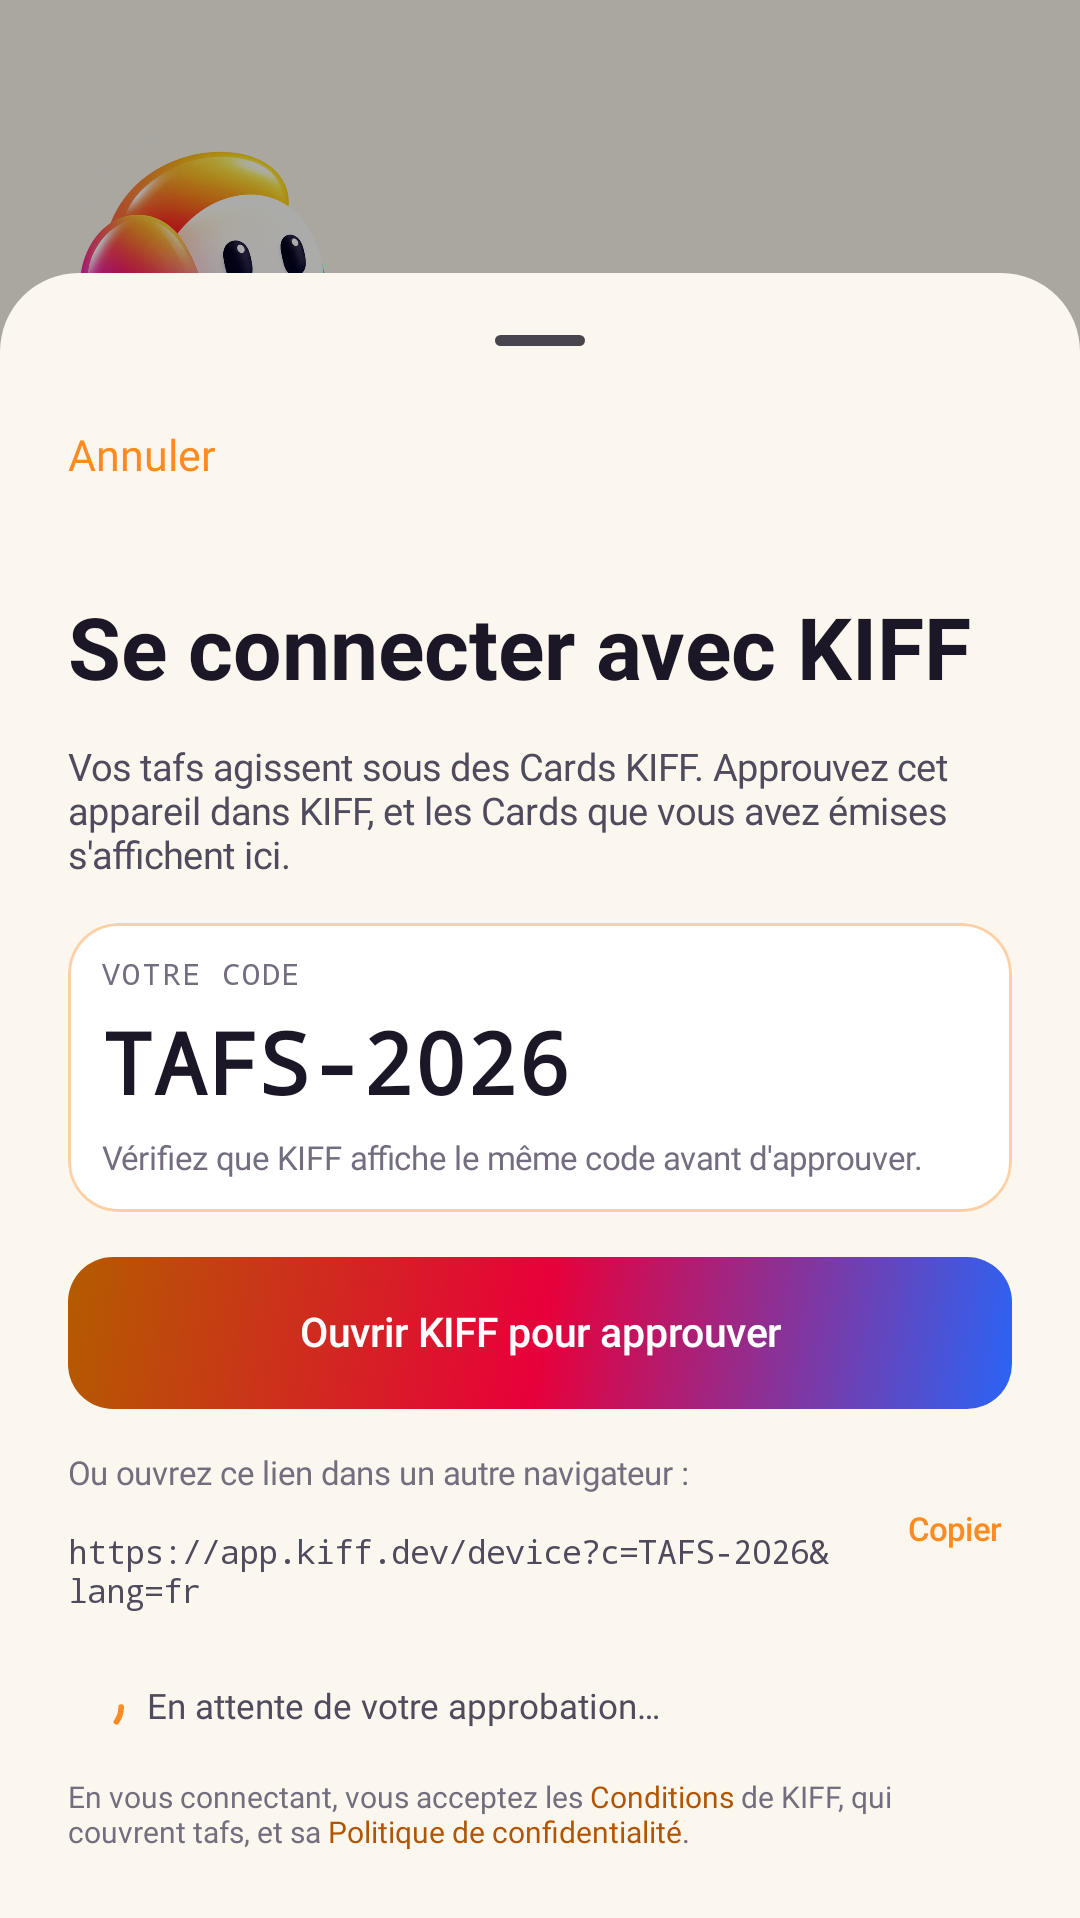 Annuler
Se connecter avec KIFF
Vos tafs agissent sous des Cards KIFF. Approuvez cet
appareil dans KIFF, et les Cards que vous avez émises
s'affichent ici.
VOTRE CODE
TAFS-2026
Vérifiez que KIFF affiche le même code avant d'approuver.
Ouvrir KIFF pour approuver
Ou ouvrez ce lien dans un autre navigateur :
https://app.kiff.dev/device?c=TAFS-2026&
lang=fr
Copier
En attente de votre approbation…
En vous connectant, vous acceptez les Conditions de KIFF, qui
couvrent tafs, et sa Politique de confidentialité.